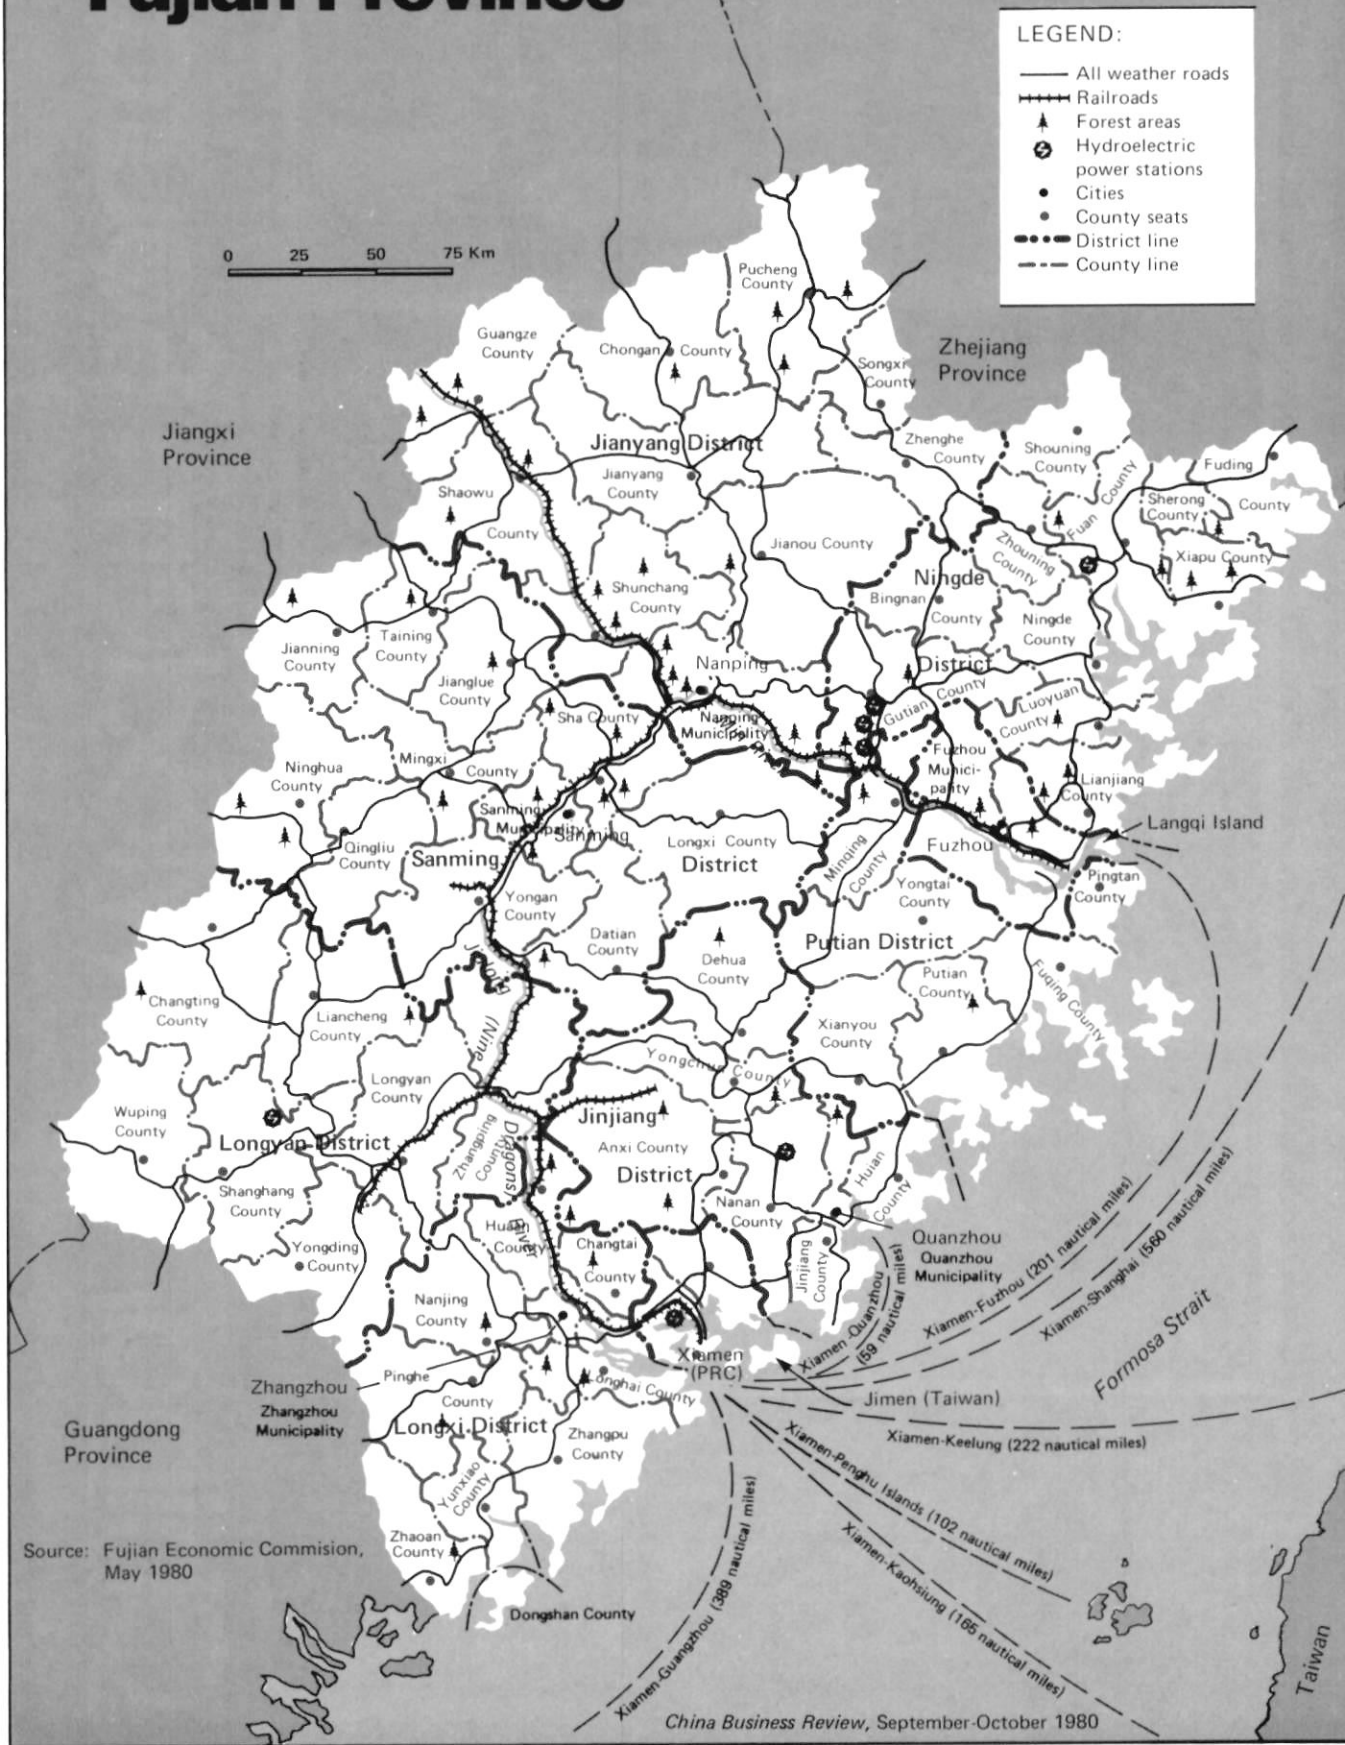 Fujian Province
LEGEND:
All weather roads
Railroads
Forest areas
Hydroelectric
power stations
Cities
County seats
District line
County line
0 25 50 75 Km
Pucheng
County
Guangze
County
Chongan County
Songxi
County
Zhejiang
Province
Jiangxi
Province
Jianyang District
Zhenghe
County
Shouning
County
Fuan County
Fuding
County
Sherong
County
Jianyang
County
Shaowu
County
Jianou County
Zhouning
County
Xiapu County
Ningde
District
Shunchang
County
Bingnan
County
Ningde
County
Taining
County
Jianning
County
Jianglue
County
Nanping
Nanping
Municipality
Min River
Sha County
Gutian County
Luoyuan
County
Fuzhou
Munici-
pality
Mingxi
County
Ninghua
County
Lianjiang
County
Sanming
Municipality
Sanming
Langqi Island
Qingliu
County
Sanming
District
Longxi County
Minqing
County
Fuzhou
Pingtan
County
Yongan
County
Yongtai
County
Datian
County
Putian District
Dehua
County
Putian
County
Fuqing County
Jiulong
(Nine
Dragons)
River
Changting
County
Liancheng
County
Xianyou
County
Yongchun County
Longyan
County
Wuping
County
Jinjiang
District
Longyan District
Zhangping
County
Anxi County
Huian
County
Shanghang
County
Nanan
County
Huaan
County
Changtai
County
Jinjiang
County
Quanzhou
Quanzhou
Municipality
Yongding
County
Nanjing
County
Xiamen-Quanzhou
(59 nautical miles)
Xiamen-Fuzhou (201 nautical miles)
Xiamen-Shanghai (560 nautical miles)
Formosa Strait
Xiamen
(PRC)
Zhangzhou
Zhangzhou
Municipality
Pinghe
County
Longhai County
Jimen (Taiwan)
Guangdong
Province
Longxi District
Zhangpu
County
Xiamen-Keelung (222 nautical miles)
Xiamen-Penghu Islands (102 nautical miles)
Xiamen-Kaohsiung (165 nautical miles)
Xiamen-Guangzhou (389 nautical miles)
Yunxiao
County
Zhaoan
County
Source: Fujian Economic Commision,
May 1980
Dongshan County
Taiwan
China Business Review, September-October 1980